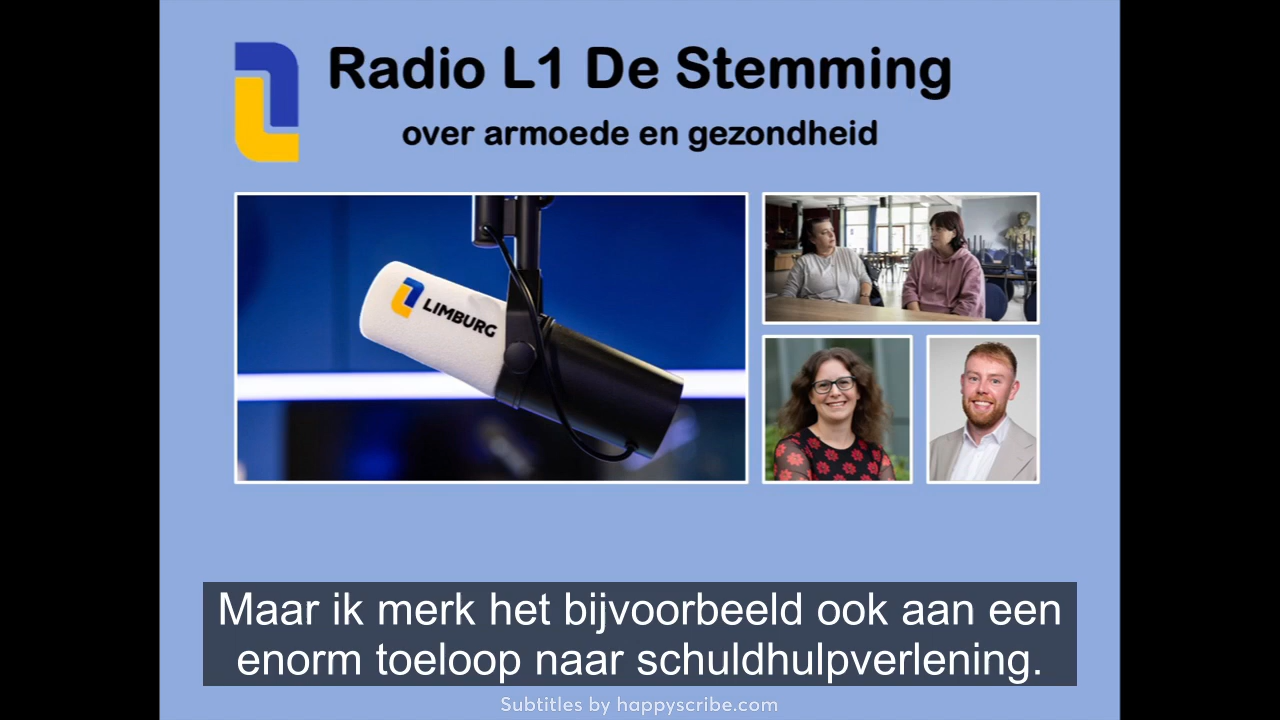 Radio L1 De Stemming
over armoede en gezondheid
LIMBURG
Maar ik merk het bijvoorbeeld ook aan een
enorm toeloop naar schuldhulpverlening.
Subtitles by happyscribe.com